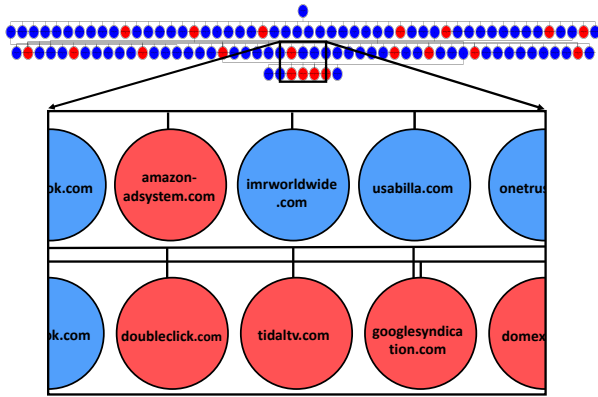 ok.com
amazon-
adsystem.com
imrworldwide
.com
usabilla.com
onetrus
ok.com
doubleclick.com
tidaltv.com
googlesyndica
tion.com
domex